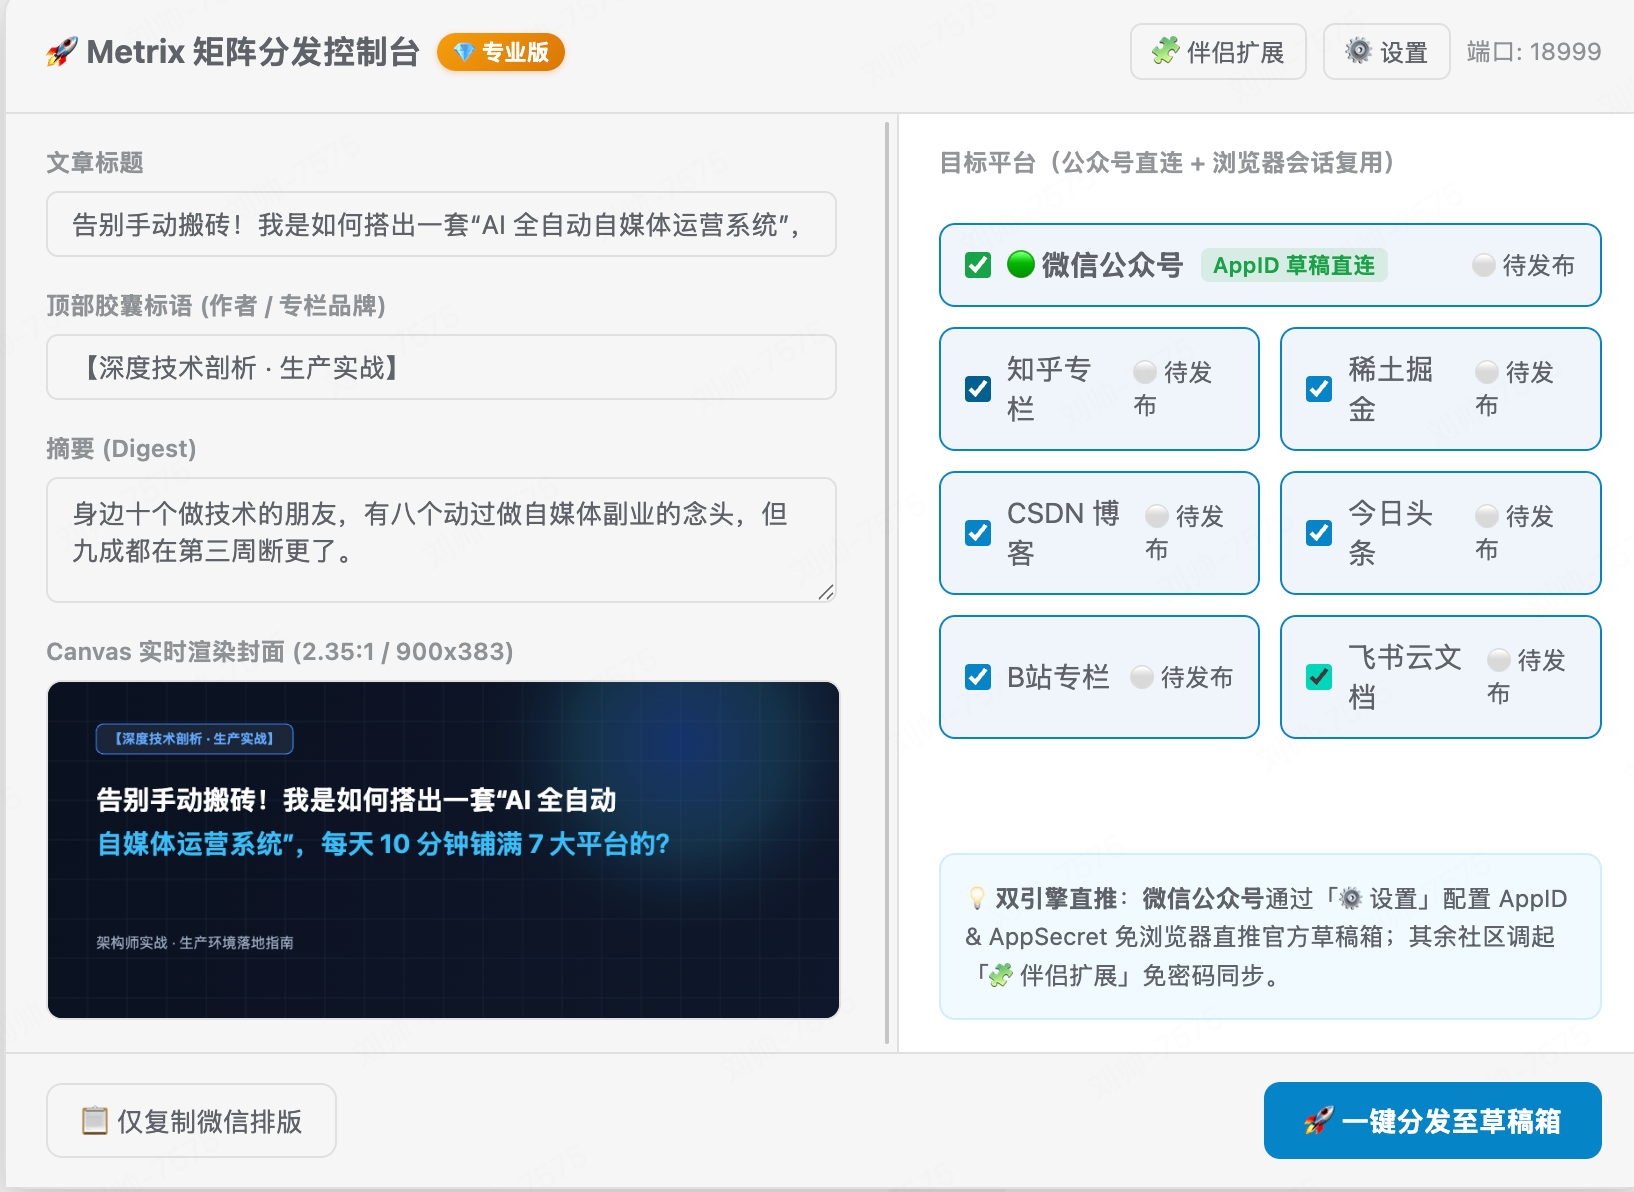 🚀 Metrix 矩阵分发控制台 💎 专业版
🧩 伴侣扩展
⚙️ 设置
端口: 18999
文章标题
告别手动搬砖！我是如何搭出一套“AI 全自动自媒体运营系统”，
顶部胶囊标语 (作者 / 专栏品牌)
【深度技术剖析 · 生产实战】
摘要 (Digest)
身边十个做技术的朋友，有八个动过做自媒体副业的念头，但
九成都在第三周断更了。
Canvas 实时渲染封面 (2.35:1 / 900x383)
【深度技术剖析 · 生产实战】
告别手动搬砖！我是如何搭出一套“AI 全自动
自媒体运营系统”，每天 10 分钟铺满 7 大平台的?
架构师实战 · 生产环境落地指南
目标平台（公众号直连 + 浏览器会话复用）
微信公众号 AppID 草稿直连 待发布
知乎专
栏
待发
布
稀土掘
金
待发
布
CSDN 博
客
待发
布
今日头
条
待发
布
B站专栏 待发布
飞书云文
档
待发
布
💡 双引擎直推：微信公众号通过「⚙️ 设置」配置 AppID
& AppSecret 免浏览器直推官方草稿箱；其余社区调起
「🧩 伴侣扩展」免密码同步。
📋 仅复制微信排版
🚀 一键分发至草稿箱